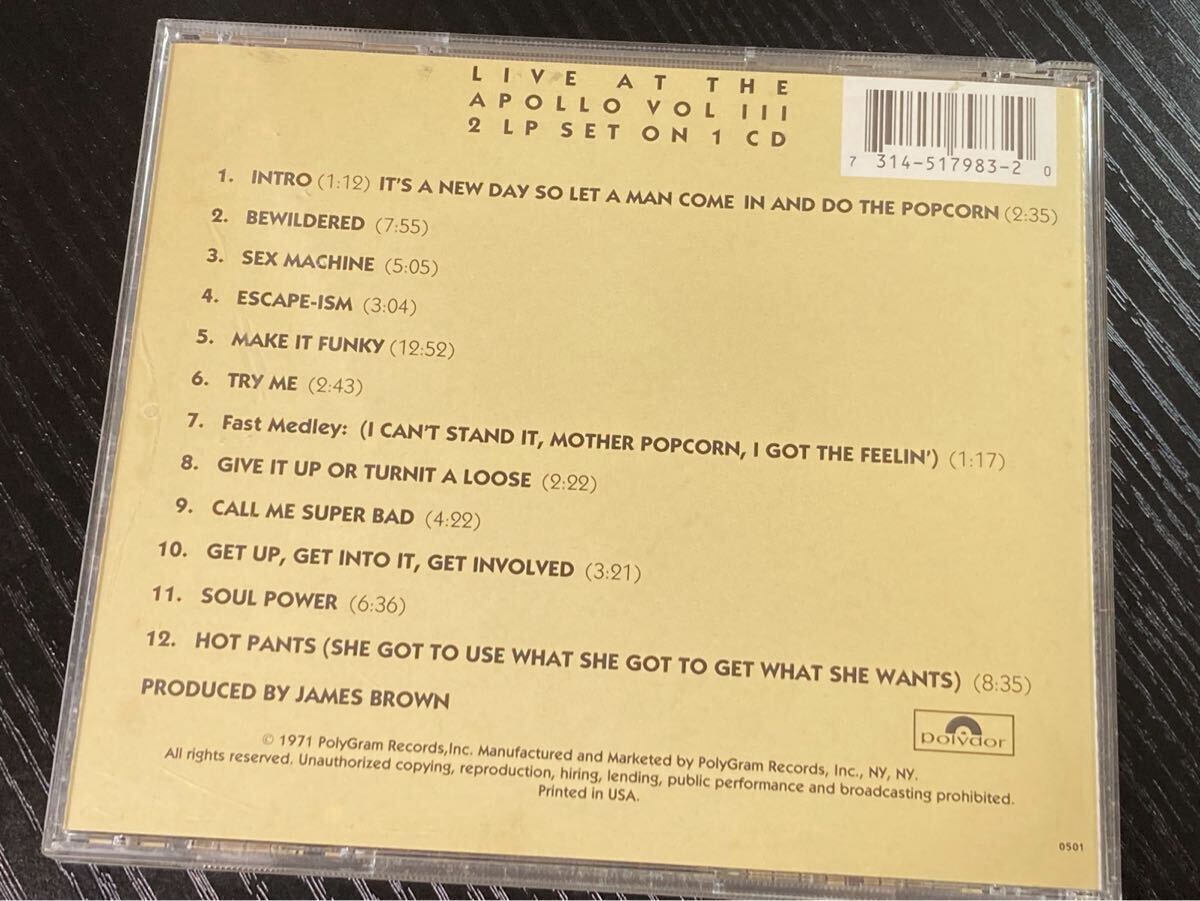 LIVE AT THE
APOLLO VOL III
2 LP SET ON 1 CD
7 314-517983-2 0
1. INTRO (1:12) IT'S A NEW DAY SO LET A MAN COME IN AND DO THE POPCORN (2:35)
2. BEWILDERED (7:55)
3. SEX MACHINE (5:05)
4. ESCAPE-ISM (3:04)
5. MAKE IT FUNKY (12:52)
6. TRY ME (2:43)
7. Fast Medley: (I CAN'T STAND IT, MOTHER POPCORN, I GOT THE FEELIN') (1:17)
8. GIVE IT UP OR TURNIT A LOOSE (2:22)
9. CALL ME SUPER BAD (4:22)
10. GET UP, GET INTO IT, GET INVOLVED (3:21)
11. SOUL POWER (6:36)
12. HOT PANTS (SHE GOT TO USE WHAT SHE GOT TO GET WHAT SHE WANTS) (8:35)
PRODUCED BY JAMES BROWN
polydor
© 1971 PolyGram Records,Inc. Manufactured and Marketed by PolyGram Records, Inc., NY, NY.
All rights reserved. Unauthorized copying, reproduction, hiring, lending, public performance and broadcasting prohibited.
Printed in USA.
0501